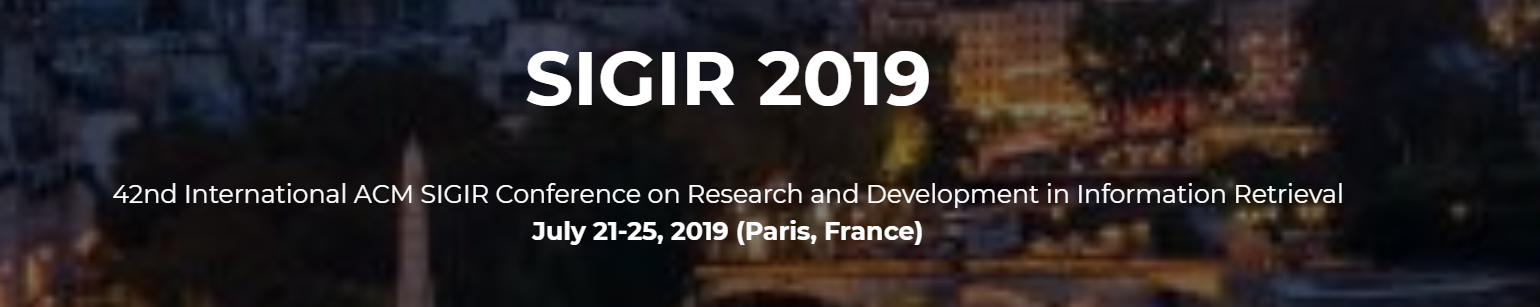 SIGIR 2019
42nd International ACM SIGIR Conference on Research and Development in Information Retrieval
July 21-25, 2019 (Paris, France)